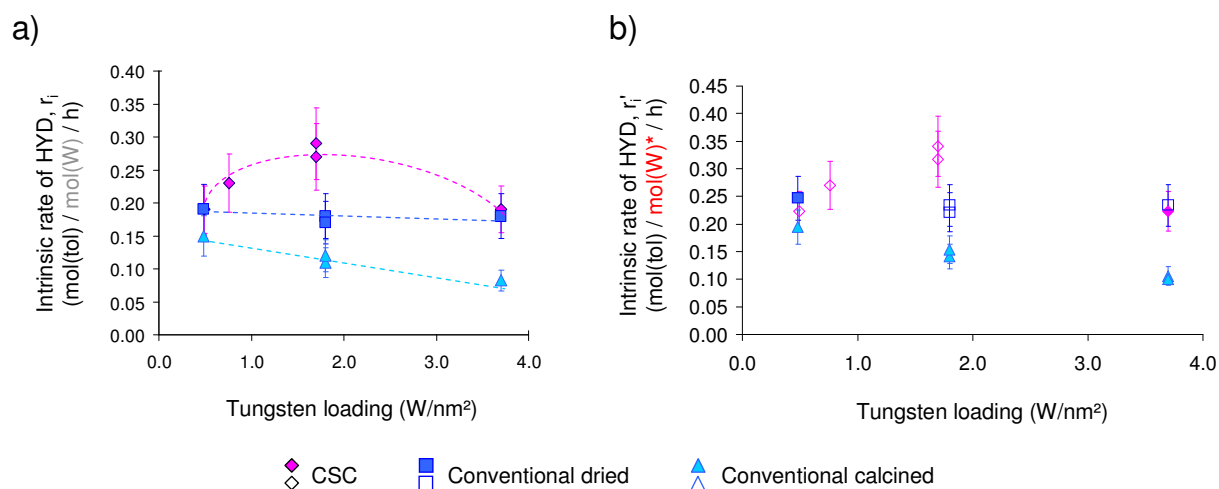 a)
Intrinsic rate of HYD, rᵢ
(mol(tol) / mol(W) / h)
0.40
0.35
0.30
0.25
0.20
0.15
0.10
0.05
0.00
0.0
1.0
2.0
3.0
4.0
Tungsten loading (W/nm²)
b)
Intrinsic rate of HYD, rᵢ'
(mol(tol) / mol(W)* / h)
0.45
0.40
0.35
0.30
0.25
0.20
0.15
0.10
0.05
0.00
0.0
1.0
2.0
3.0
4.0
Tungsten loading (W/nm²)
CSC
Conventional dried
Conventional calcined